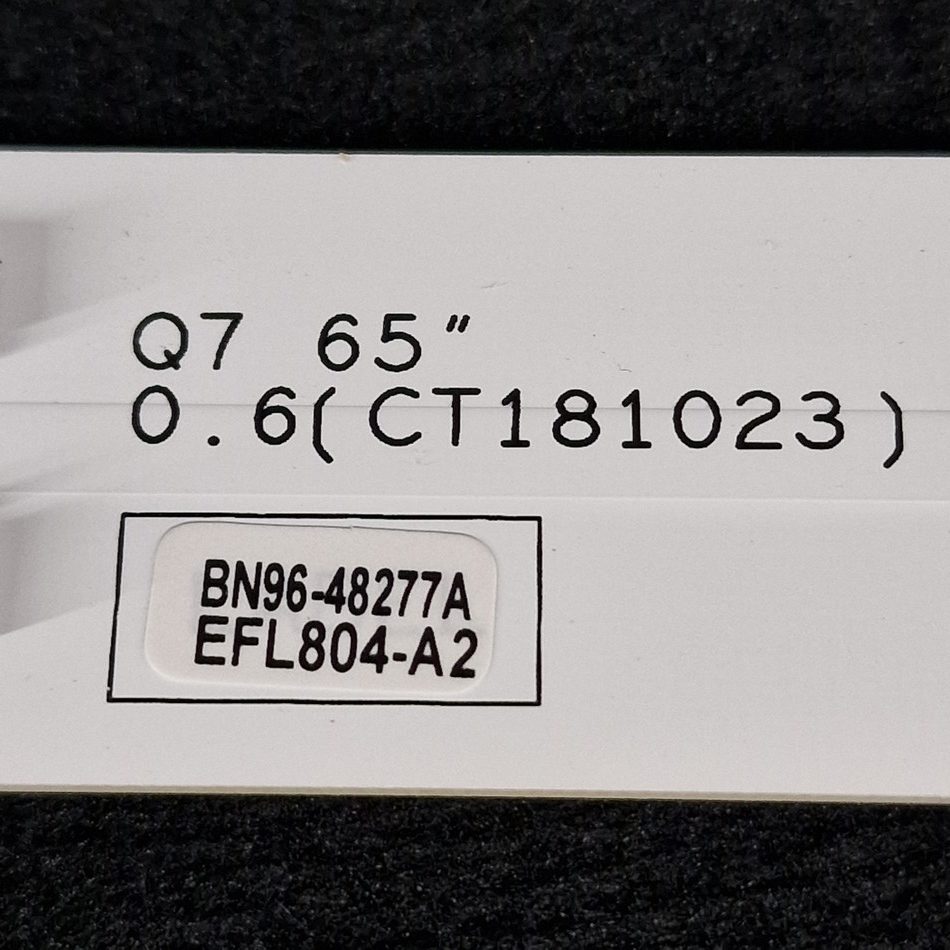 Q7 65"
0.6(CT181023)
BN96-48277A
EFL804-A2